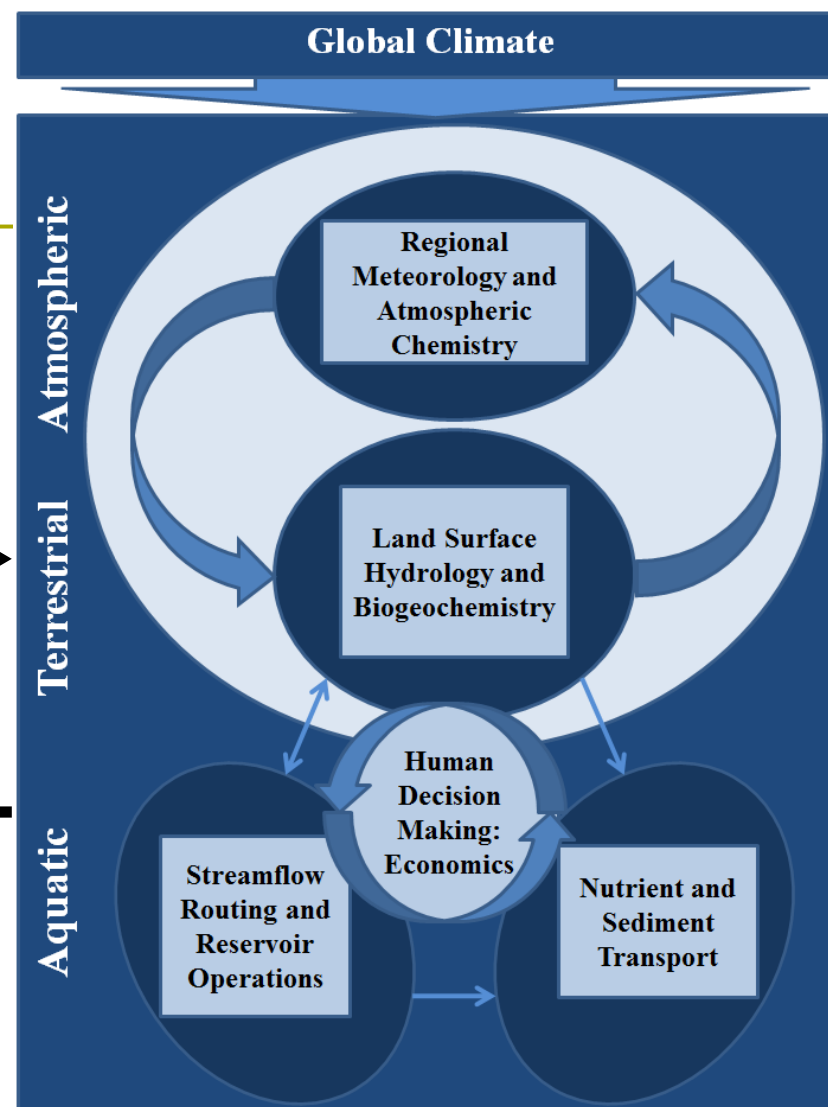 Global Climate
Atmospheric
Regional
Meteorology and
Atmospheric
Chemistry
Terrestrial
Land Surface
Hydrology and
Biogeochemistry
Human
Decision
Making:
Economics
Aquatic
Streamflow
Routing and
Reservoir
Operations
Nutrient and
Sediment
Transport